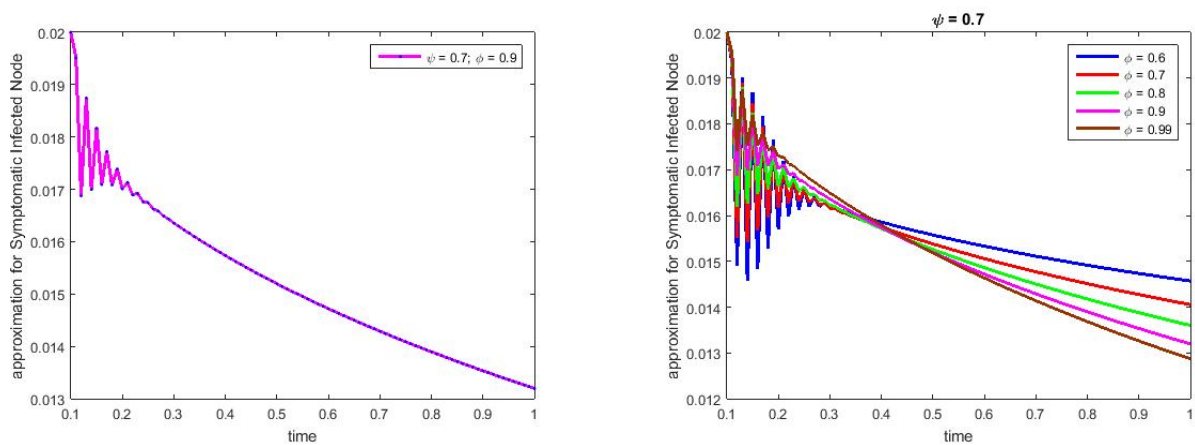 approximation for Symptomatic Infected Node
0.02
0.019
0.018
0.017
0.016
0.015
0.014
0.013
0.1 0.2 0.3 0.4 0.5 0.6 0.7 0.8 0.9 1
time
ψ = 0.7; ϕ = 0.9
ψ = 0.7
approximation for Symptomatic Infected Node
0.02
0.019
0.018
0.017
0.016
0.015
0.014
0.013
0.012
0.1 0.2 0.3 0.4 0.5 0.6 0.7 0.8 0.9 1
time
ϕ = 0.6
ϕ = 0.7
ϕ = 0.8
ϕ = 0.9
ϕ = 0.99